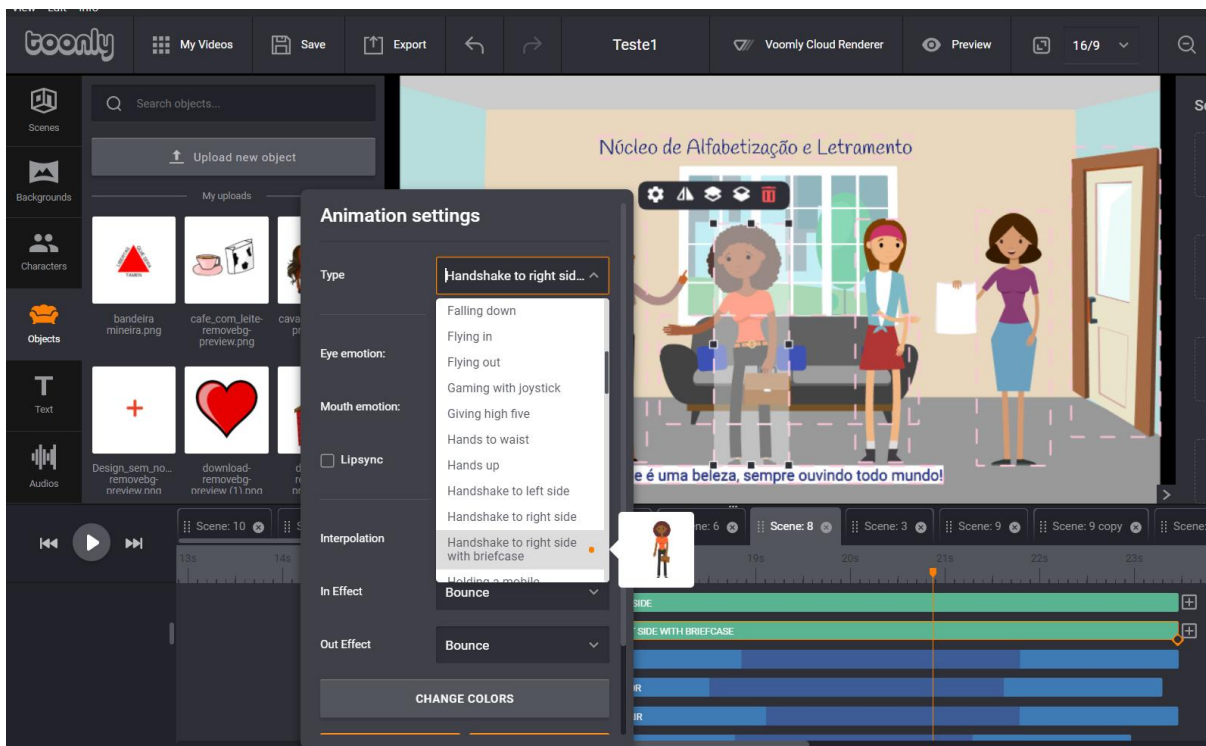 View Edit Info
toonly
My Videos
Save
Export
Teste1
Voomly Cloud Renderer
Preview
16/9
Scenes
Backgrounds
Characters
Objects
Text
Audios
Search objects...
Upload new object
My uploads
bandeira
mineira.png
cafe_com_leite-
removebg-
preview.png
Design_sem_no...
removebg-
preview.png
download-
removebg-
preview (1).png
Animation settings
Type
Handshake to right sid...
Falling down
Flying in
Flying out
Gaming with joystick
Giving high five
Hands to waist
Hands up
Handshake to left side
Handshake to right side
Handshake to right side
with briefcase
Holding a mobile
Eye emotion:
Mouth emotion:
Lipsync
Interpolation
In Effect
Bounce
Out Effect
Bounce
CHANGE COLORS
Núcleo de Alfabetização e Letramento
e é uma beleza, sempre ouvindo todo mundo!
Scene: 10
Scene: 8
Scene: 3
Scene: 9
Scene: 9 copy
Scene:
13s
14s
19s
20s
21s
22s
23s
SIDE
SIDE WITH BRIEFCASE